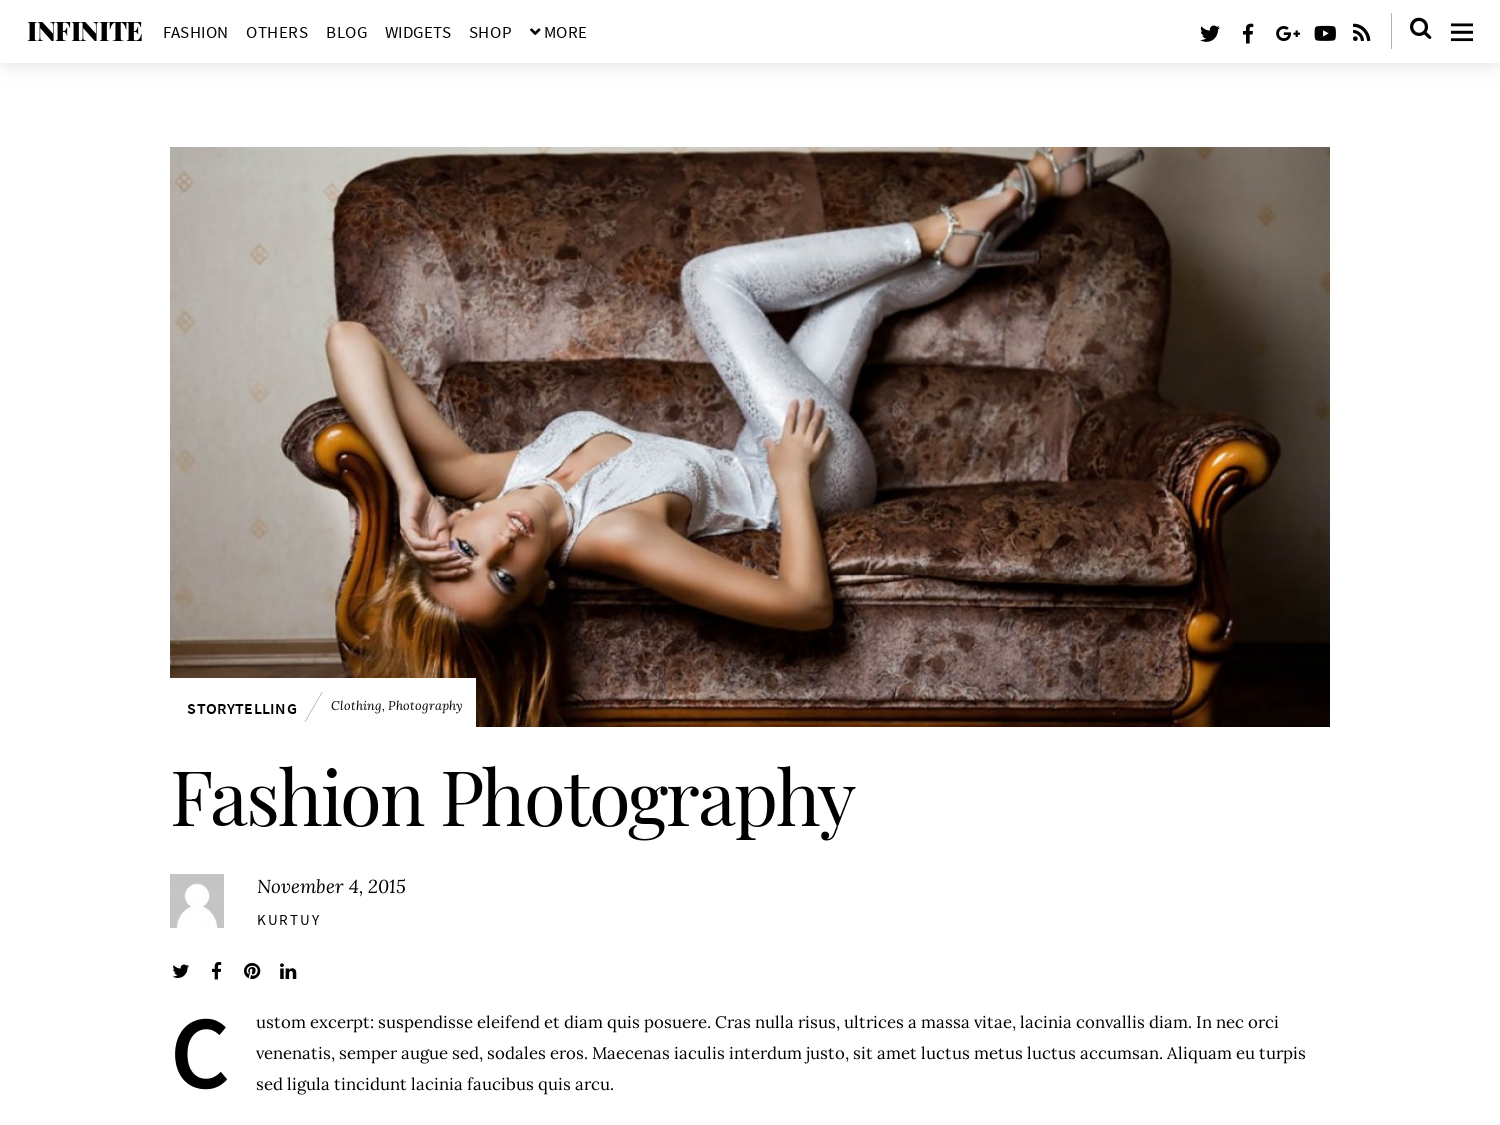 INFINITE FASHION OTHERS BLOG WIDGETS SHOP MORE
STORYTELLING Clothing, Photography
Fashion Photography
November 4, 2015
KURTUY
Custom excerpt: suspendisse eleifend et diam quis posuere. Cras nulla risus, ultrices a massa vitae, lacinia convallis diam. In nec orci
venenatis, semper augue sed, sodales eros. Maecenas iaculis interdum justo, sit amet luctus metus luctus accumsan. Aliquam eu turpis
sed ligula tincidunt lacinia faucibus quis arcu.